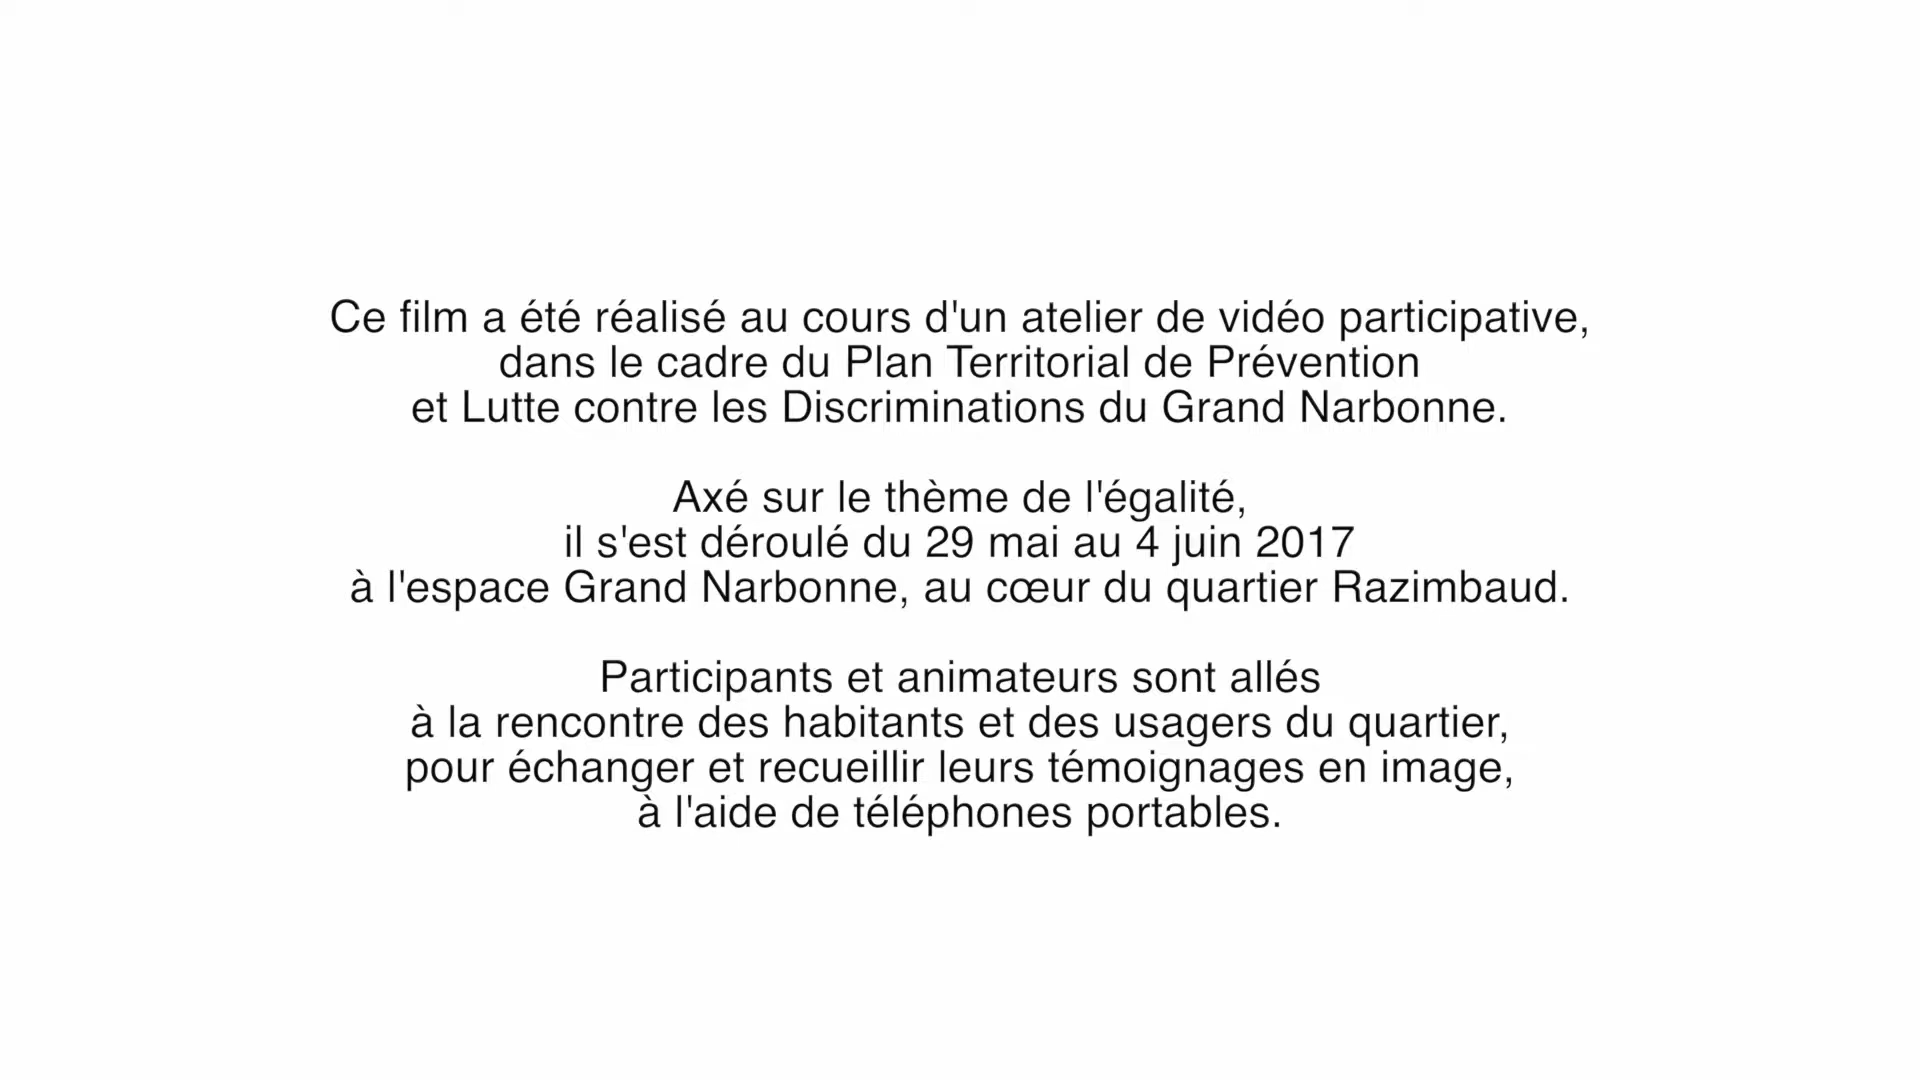 Ce film a été réalisé au cours d'un atelier de vidéo participative,
dans le cadre du Plan Territorial de Prévention
et Lutte contre les Discriminations du Grand Narbonne.
Axé sur le thème de l'égalité,
il s'est déroulé du 29 mai au 4 juin 2017
à l'espace Grand Narbonne, au cœur du quartier Razimbaud.
Participants et animateurs sont allés
à la rencontre des habitants et des usagers du quartier,
pour échanger et recueillir leurs témoignages en image,
à l'aide de téléphones portables.